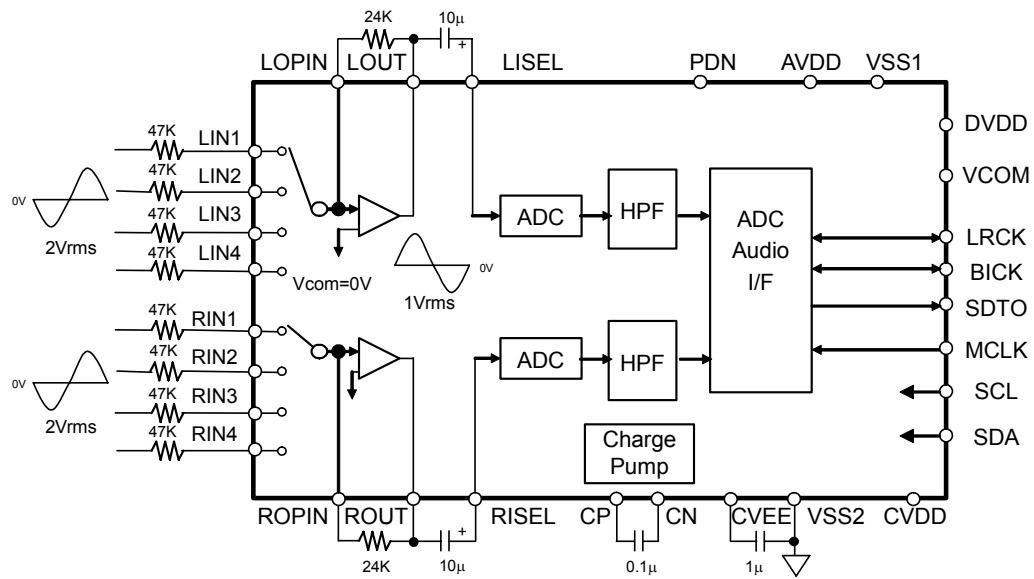 24K
10µ
+
LOPIN LOUT LISEL PDN AVDD VSS1
47K
LIN1
DVDD
47K
LIN2
VCOM
0V
ADC
HPF
ADC
Audio
I/F
47K
LIN3
2Vrms
LRCK
47K
LIN4
0V
BICK
Vcom=0V
1Vrms
SDTO
47K
RIN1
MCLK
47K
RIN2
ADC
HPF
0V
SCL
47K
RIN3
2Vrms
47K
RIN4
SDA
Charge
Pump
ROPIN ROUT RISEL CP CN CVEE VSS2 CVDD
+
24K
10µ
0.1µ
1µ